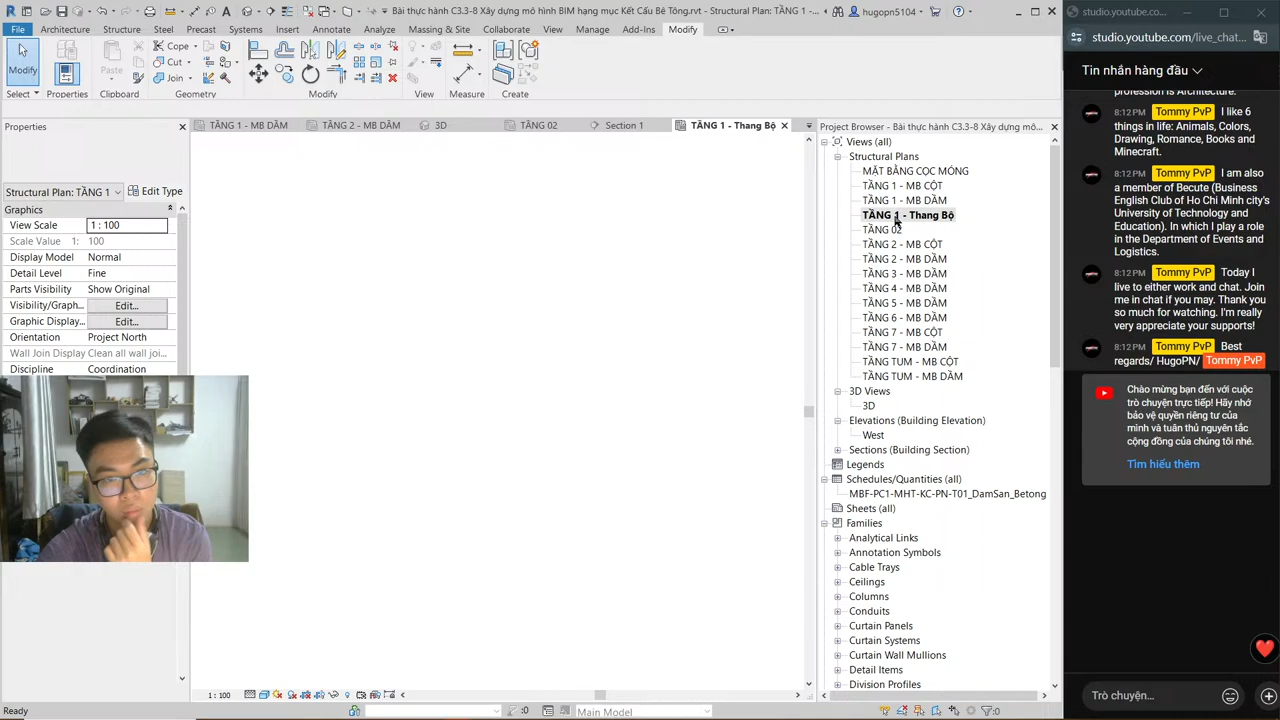 Bài thực hành C3.3-8 Xây dựng mô hình BIM hạng mục Kết Cấu Bê Tông.rvt - Structural Plan: TẦNG 1 -...
hugopn5104
studio.youtube.co...
File Architecture Structure Steel Precast Systems Insert Annotate Analyze Massing & Site Collaborate View Manage Add-Ins Modify
studio.youtube.com/live_chat...
Modify
Properties
Paste
Cope
Cut
Join
Select Properties Clipboard Geometry Modify View Measure Create
Tin nhắn hàng đầu
Properties
TẦNG 1 - MB DẦM
TẦNG 2 - MB DẦM
3D
TẦNG 02
Section 1
TẦNG 1 - Thang Bộ
Structural Plan: TẦNG 1
Edit Type
Graphics
View Scale 1 : 100
Scale Value 1: 100
Display Model Normal
Detail Level Fine
Parts Visibility Show Original
Visibility/Graph... Edit...
Graphic Display... Edit...
Orientation Project North
Wall Join Display Clean all wall joi...
Discipline Coordination
Project Browser - Bài thực hành C3.3-8 Xây dựng mô...
Views (all)
Structural Plans
MẶT BẰNG CỌC MÓNG
TẦNG 1 - MB CỘT
TẦNG 1 - MB DẦM
TẦNG 1 - Thang Bộ
TẦNG 02
TẦNG 2 - MB CỘT
TẦNG 2 - MB DẦM
TẦNG 3 - MB DẦM
TẦNG 4 - MB DẦM
TẦNG 5 - MB DẦM
TẦNG 6 - MB DẦM
TẦNG 7 - MB CỘT
TẦNG 7 - MB DẦM
TẦNG TUM - MB CỘT
TẦNG TUM - MB DẦM
3D Views
3D
Elevations (Building Elevation)
West
Sections (Building Section)
Legends
Schedules/Quantities (all)
MBF-PC1-MHT-KC-PN-T01_DamSan_Betong
Sheets (all)
Families
Analytical Links
Annotation Symbols
Cable Trays
Ceilings
Columns
Conduits
Curtain Panels
Curtain Systems
Curtain Wall Mullions
Detail Items
Division Profiles
profession is Architecture.
8:12 PM Tommy PvP I like 6
things in life: Animals, Colors,
Drawing, Romance, Books and
Minecraft.
8:12 PM Tommy PvP I am also
a member of Becute (Business
English Club of Ho Chi Minh city's
University of Technology and
Education). In which I play a role
in the Department of Events and
Logistics.
8:12 PM Tommy PvP Today I
live to either work and chat. Join
me in chat if you may. Thank you
so much for watching. I'm really
very appreciate your supports!
8:12 PM Tommy PvP Best
regards/ HugoPN/ Tommy PvP
Chào mừng bạn đến với cuộc
trò chuyện trực tiếp! Hãy nhớ
bảo vệ quyền riêng tư của
mình và tuân thủ nguyên tắc
cộng đồng của chúng tôi nhé.
Tìm hiểu thêm
Trò chuyện...
1 : 100
Ready
:0
Main Model
:0